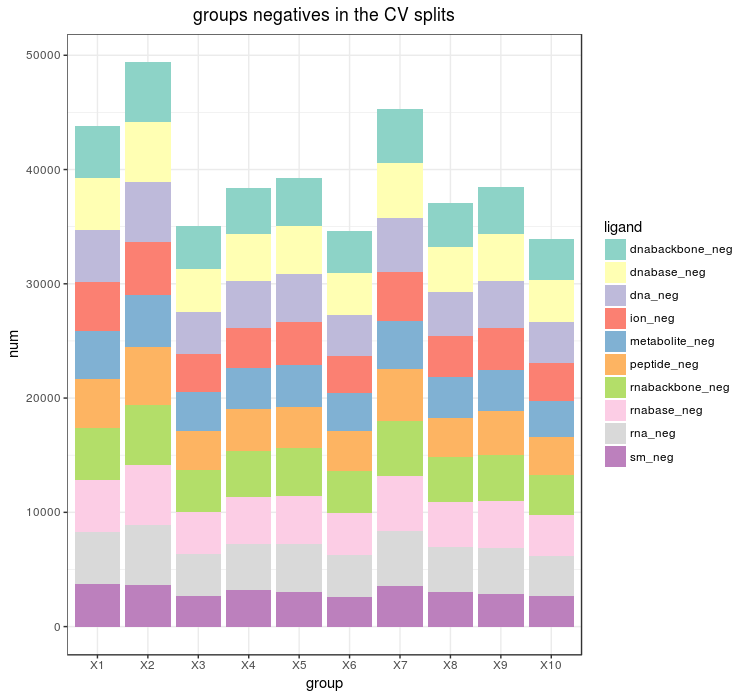 groups negatives in the CV splits
num
50000
40000
30000
20000
10000
0
X1 X2 X3 X4 X5 X6 X7 X8 X9 X10
group
ligand
dnabackbone_neg
dnabase_neg
dna_neg
ion_neg
metabolite_neg
peptide_neg
rnabackbone_neg
rnabase_neg
rna_neg
sm_neg